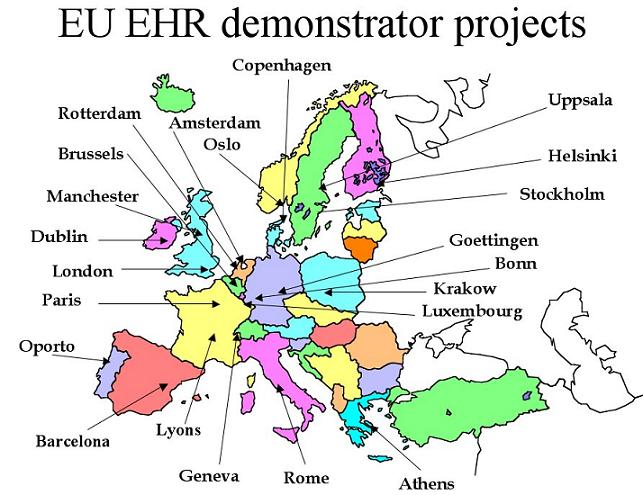 EU EHR demonstrator projects
Copenhagen
Rotterdam
Amsterdam
Oslo
Uppsala
Brussels
Helsinki
Manchester
Stockholm
Dublin
Goettingen
London
Bonn
Paris
Krakow
Luxembourg
Oporto
Barcelona
Lyons
Geneva
Rome
Athens